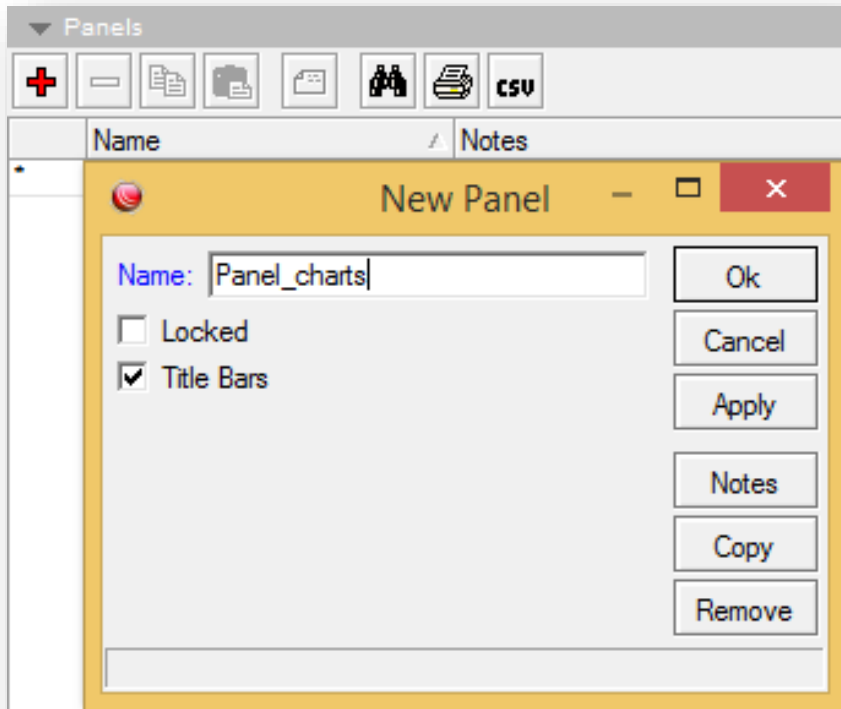 Panels
csv
Name Notes
New Panel
Name: Panel_charts Ok
Locked Cancel
Title Bars Apply
Notes
Copy
Remove